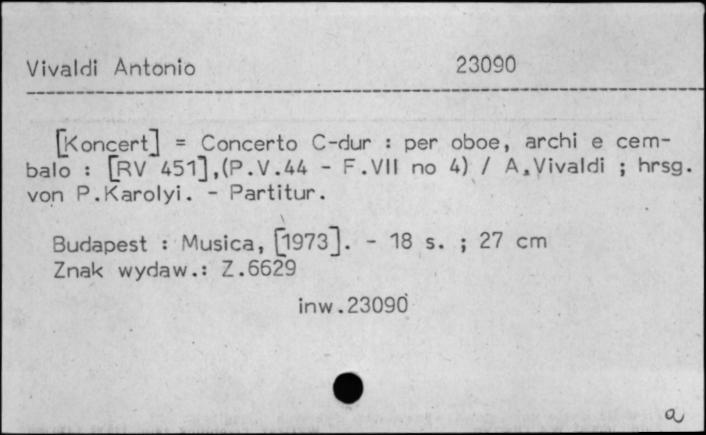 Vivaldi Antonio 23090
[Koncert] = Concerto C-dur : per oboe, archi e cem-
balo : [RV 451],(P.V.44 - F.VII no 4) / A.Vivaldi ; hrsg.
von P.Karolyi. - Partitur.
Budapest : Musica, [1973]. - 18 s. ; 27 cm
Znak wydaw.: Z.6629
inw.23090
a